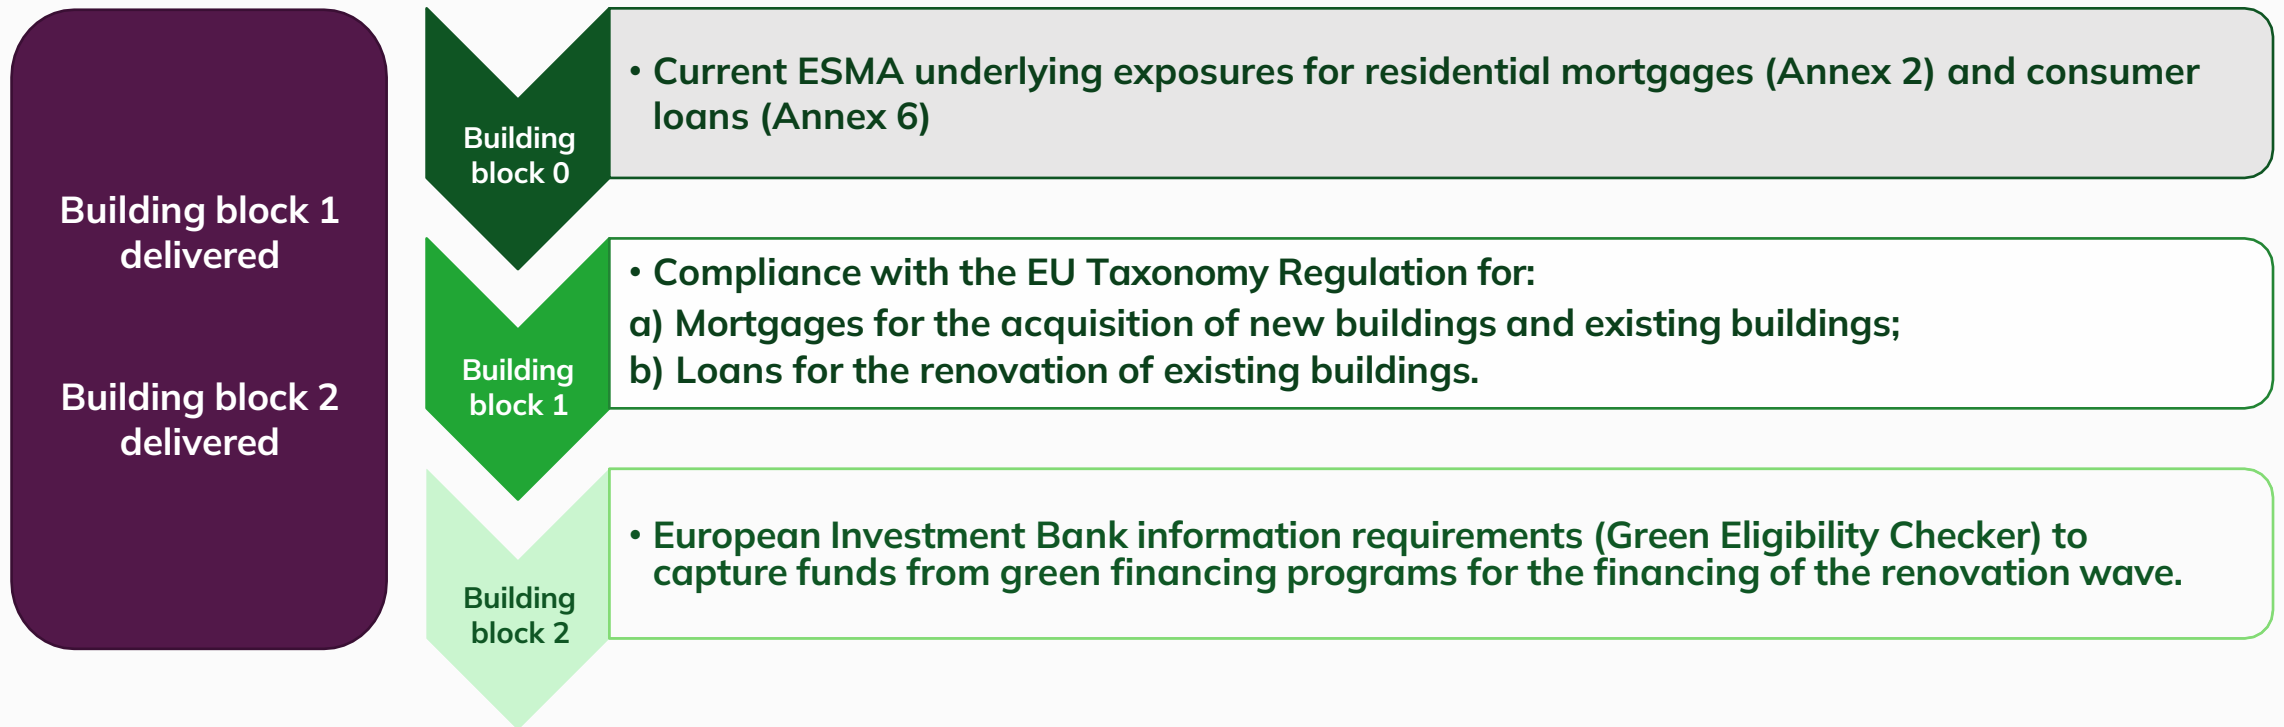 Building block 1
delivered
Building block 2
delivered
Building
block 0
• Current ESMA underlying exposures for residential mortgages (Annex 2) and consumer
loans (Annex 6)
Building
block 1
• Compliance with the EU Taxonomy Regulation for:
a) Mortgages for the acquisition of new buildings and existing buildings;
b) Loans for the renovation of existing buildings.
Building
block 2
• European Investment Bank information requirements (Green Eligibility Checker) to
capture funds from green financing programs for the financing of the renovation wave.